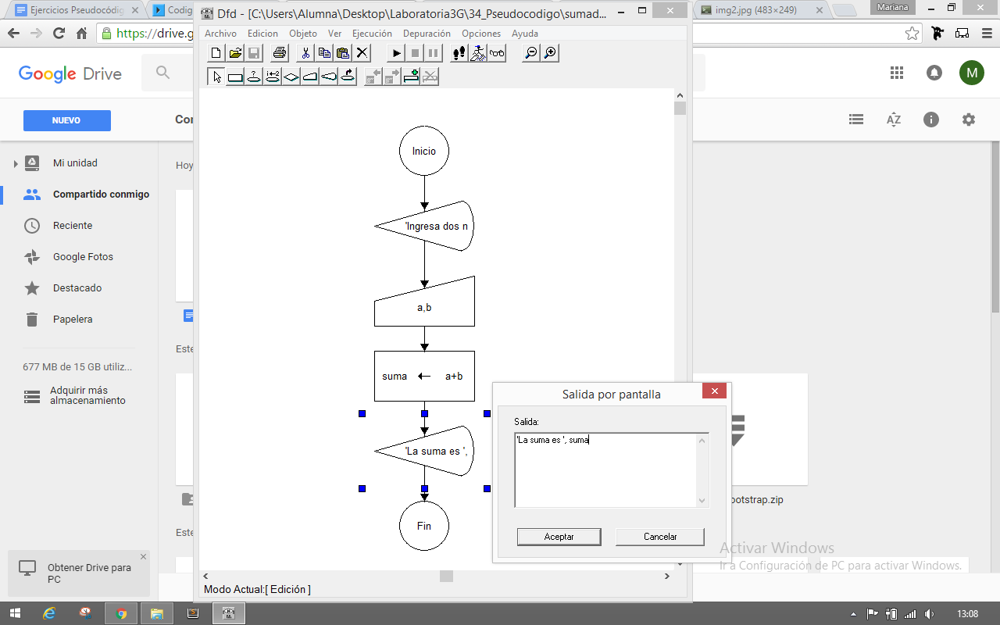 Ejercicios Pseudocódig
Codig
Dfd - [C:\Users\Alumna\Desktop\Laboratoria3G\34_Pseudocodigo\sumad...
img2.jpg (483×249)
Mariana
https://drive.g
Archivo Edicion Objeto Ver Ejecución Depuración Opciones Ayuda
Google Drive
M
NUEVO
Cor
AZ
Mi unidad
Compartido conmigo
Reciente
Google Fotos
Destacado
Papelera
677 MB de 15 GB utiliz...
Adquirir más
almacenamiento
Obtener Drive para
PC
Hoy
Este
Este
Inicio
'Ingresa dos n
a,b
suma a+b
'La suma es ',
Fin
Modo Actual:[ Edición ]
Salida por pantalla
Salida:
'La suma es ', suma
Aceptar Cancelar
ootstrap.zip
Activar Windows
Ir a Configuración de PC para activar Windows.
13:08